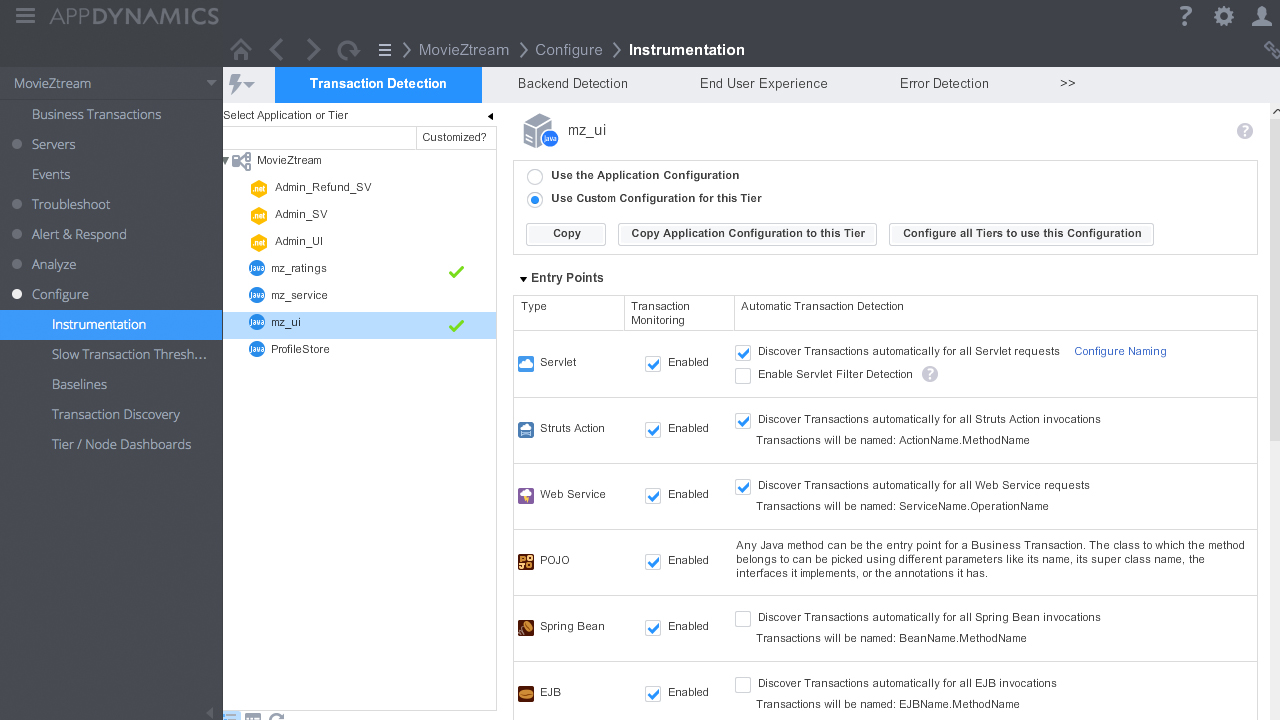 APPDYNAMICS
?
MovieZtream Configure Instrumentation
MovieZtream
Business Transactions
Servers
Events
Troubleshoot
Alert & Respond
Analyze
Configure
Instrumentation
Slow Transaction Thresh...
Baselines
Transaction Discovery
Tier / Node Dashboards
Transaction Detection
Backend Detection
End User Experience
Error Detection
>>
Select Application or Tier
Customized?
MovieZtream
.net Admin_Refund_SV
.net Admin_SV
.net Admin_UI
Java mz_ratings
Java mz_service
Java mz_ui
Java ProfileStore
Java mz_ui
?
Use the Application Configuration
Use Custom Configuration for this Tier
Copy
Copy Application Configuration to this Tier
Configure all Tiers to use this Configuration
Entry Points
Type
Transaction
Monitoring
Automatic Transaction Detection
Servlet
Enabled
Discover Transactions automatically for all Servlet requests Configure Naming
Enable Servlet Filter Detection ?
Struts Action
Enabled
Discover Transactions automatically for all Struts Action invocations
Transactions will be named: ActionName.MethodName
Web Service
Enabled
Discover Transactions automatically for all Web Service requests
Transactions will be named: ServiceName.OperationName
POJO
Enabled
Any Java method can be the entry point for a Business Transaction. The class to which the method
belongs to can be picked using different parameters like its name, its super class name, the
interfaces it implements, or the annotations it has.
Spring Bean
Enabled
Discover Transactions automatically for all Spring Bean invocations
Transactions will be named: BeanName.MethodName
EJB
Enabled
Discover Transactions automatically for all EJB invocations
Transactions will be named: EJBName.MethodName